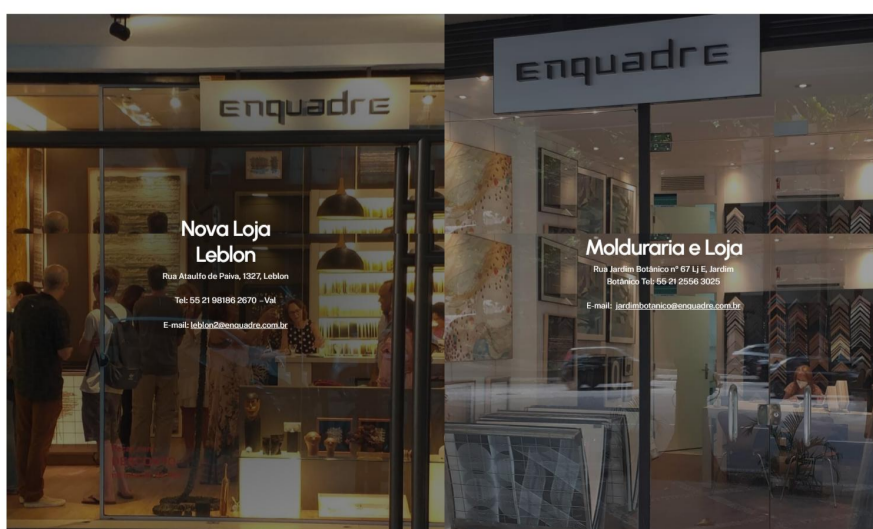 enquadre
Nova Loja
Leblon
Rua Ataulfo de Paiva, 1327, Leblon
Tel: 55 21 98186 2670 –Val
E-mail: leblon2@enquadre.com.br
enquadre
Molduraria e Loja
Rua Jardim Botânico n° 67 Lj E, Jardim
Botânico Tel: 55 21 2556 3025
E-mail: jardimbotanico@enquadre.com.br